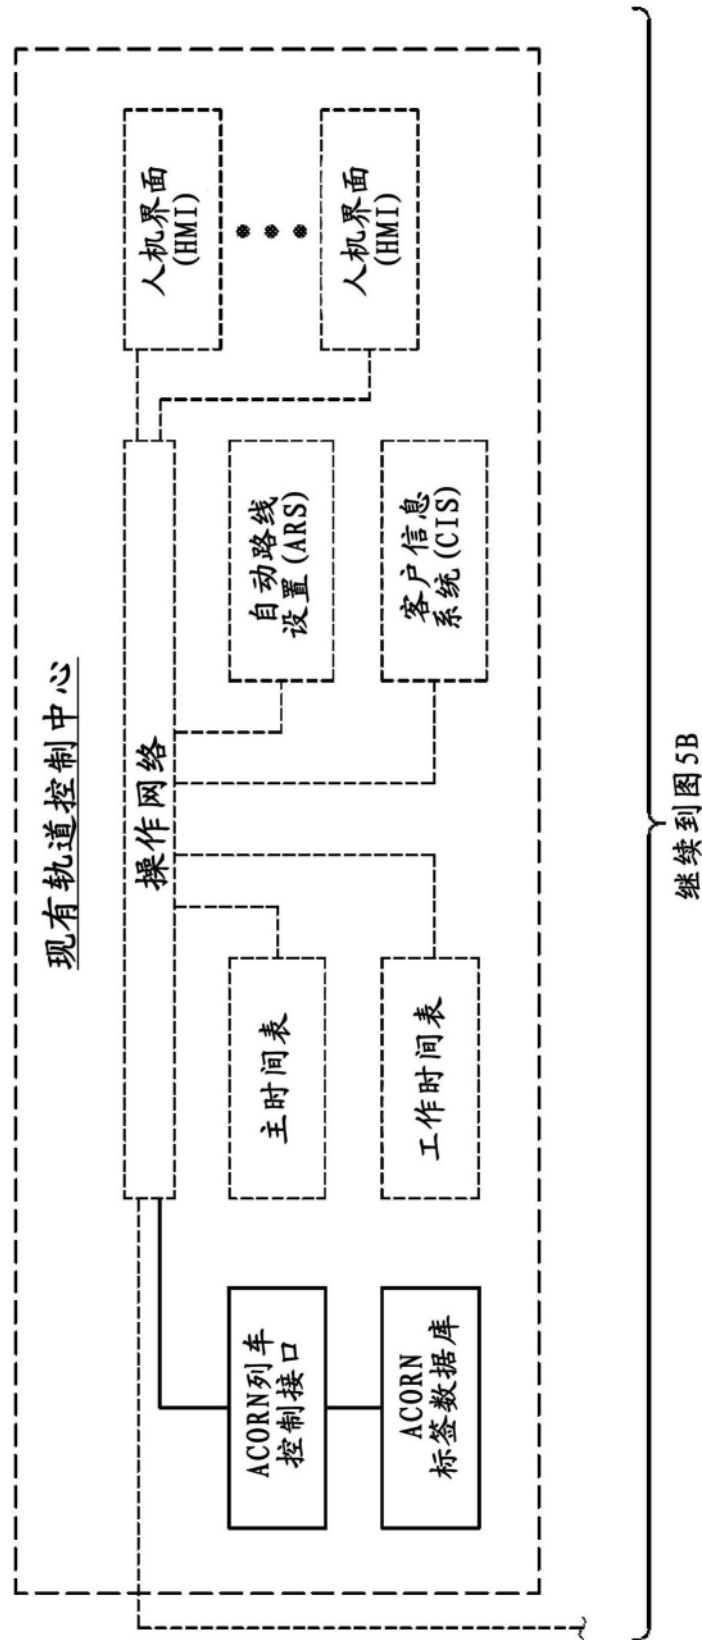 现有轨道控制中心
操作网络
ACORN列车
控制接口
ACORN
标签数据库
主时间表
工作时间表
自动路线
设置(ARS)
客户信息
系统(CIS)
人机界面
(HMI)
人机界面
(HMI)
继续到图5B